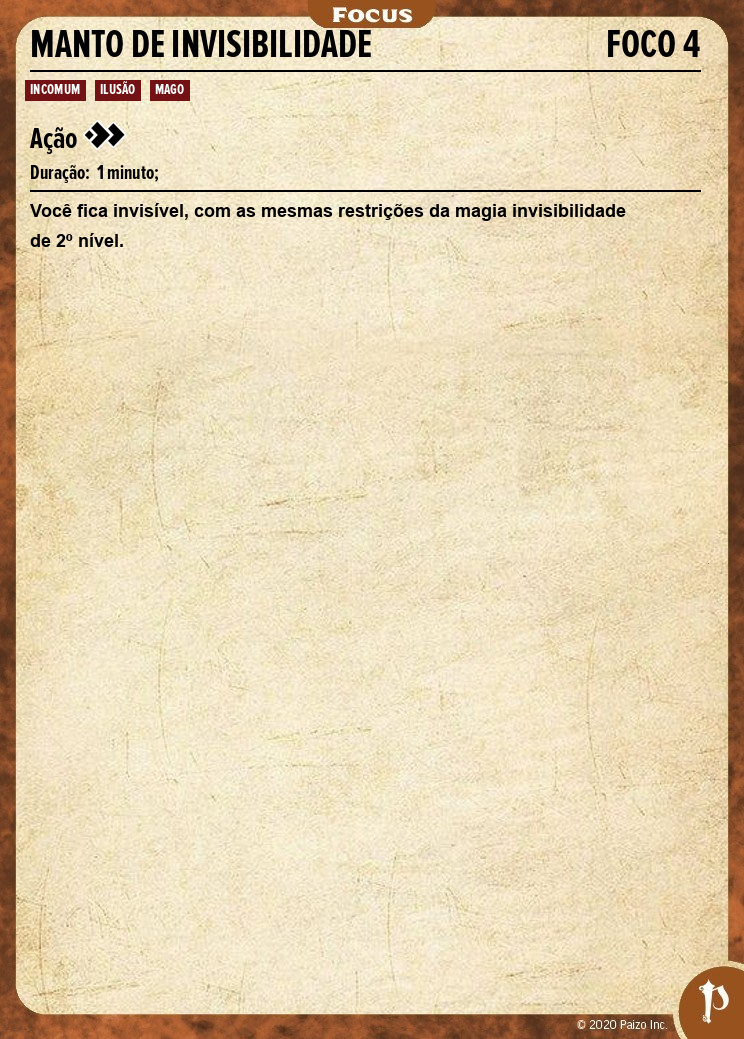 Focus
MANTO DE INVISIBILIDADE FOCO 4
INCOMUM ILUSÃO MAGO
Ação
Duração: 1 minuto;
Você fica invisível, com as mesmas restrições da magia invisibilidade
de 2º nível.
© 2020 Paizo Inc.